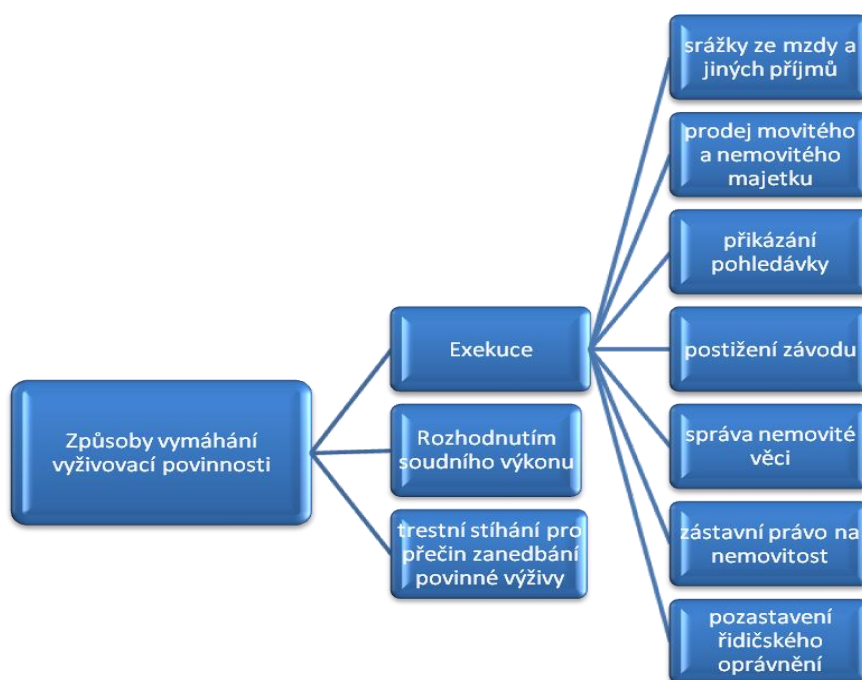 Způsoby vymáhání
vyživovací povinnosti
Exekuce
Rozhodnutím
soudního výkonu
trestní stíhání pro
přečin zanedbání
povinné výživy
srážky ze mzdy a
jiných příjmů
prodej movitého
a nemovitého
majetku
přikázání
pohledávky
postižení závodu
správa nemovité
věci
zástavní právo na
nemovitost
pozastavení
řidičského
oprávnění